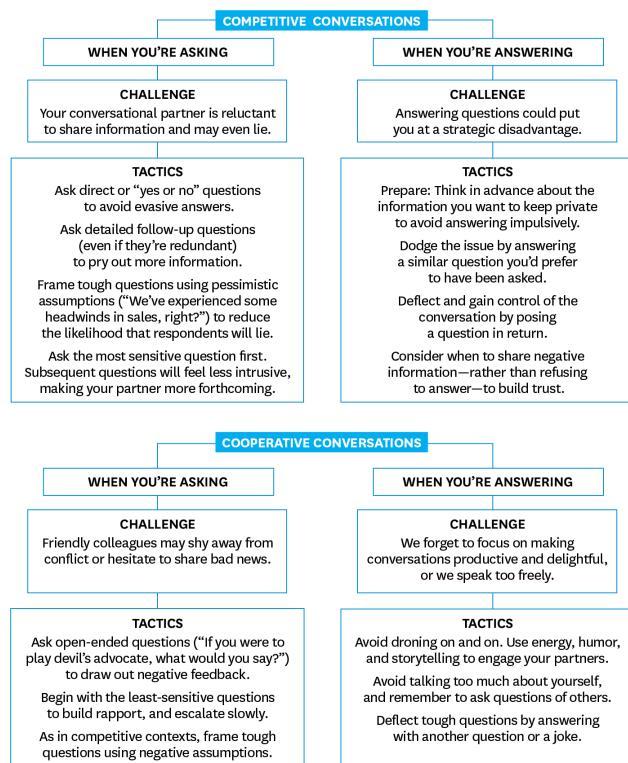 COMPETITIVE CONVERSATIONS
WHEN YOU'RE ASKING
CHALLENGE
Your conversational partner is reluctant
to share information and may even lie.
TACTICS
Ask direct or “yes or no” questions
to avoid evasive answers.
Ask detailed follow-up questions
(even if they’re redundant)
to pry out more information.
Frame tough questions using pessimistic
assumptions (“We’ve experienced some
headwinds in sales, right?”) to reduce
the likelihood that respondents will lie.
Ask the most sensitive question first.
Subsequent questions will feel less intrusive,
making your partner more forthcoming.
WHEN YOU’RE ANSWERING
CHALLENGE
Answering questions could put
you at a strategic disadvantage.
TACTICS
Prepare: Think in advance about the
information you want to keep private
to avoid answering impulsively.
Dodge the issue by answering
a similar question you’d prefer
to have been asked.
Deflect and gain control of the
conversation by posing
a question in return.
Consider when to share negative
information—rather than refusing
to answer—to build trust.
COOPERATIVE CONVERSATIONS
WHEN YOU’RE ASKING
CHALLENGE
Friendly colleagues may shy away from
conflict or hesitate to share bad news.
TACTICS
Ask open-ended questions (“If you were to
play devil’s advocate, what would you say?”)
to draw out negative feedback.
Begin with the least-sensitive questions
to build rapport, and escalate slowly.
As in competitive contexts, frame tough
questions using negative assumptions.
WHEN YOU’RE ANSWERING
CHALLENGE
We forget to focus on making
conversations productive and delightful,
or we speak too freely.
TACTICS
Avoid droning on and on. Use energy, humor,
and storytelling to engage your partners.
Avoid talking too much about yourself,
and remember to ask questions of others.
Deflect tough questions by answering
with another question or a joke.